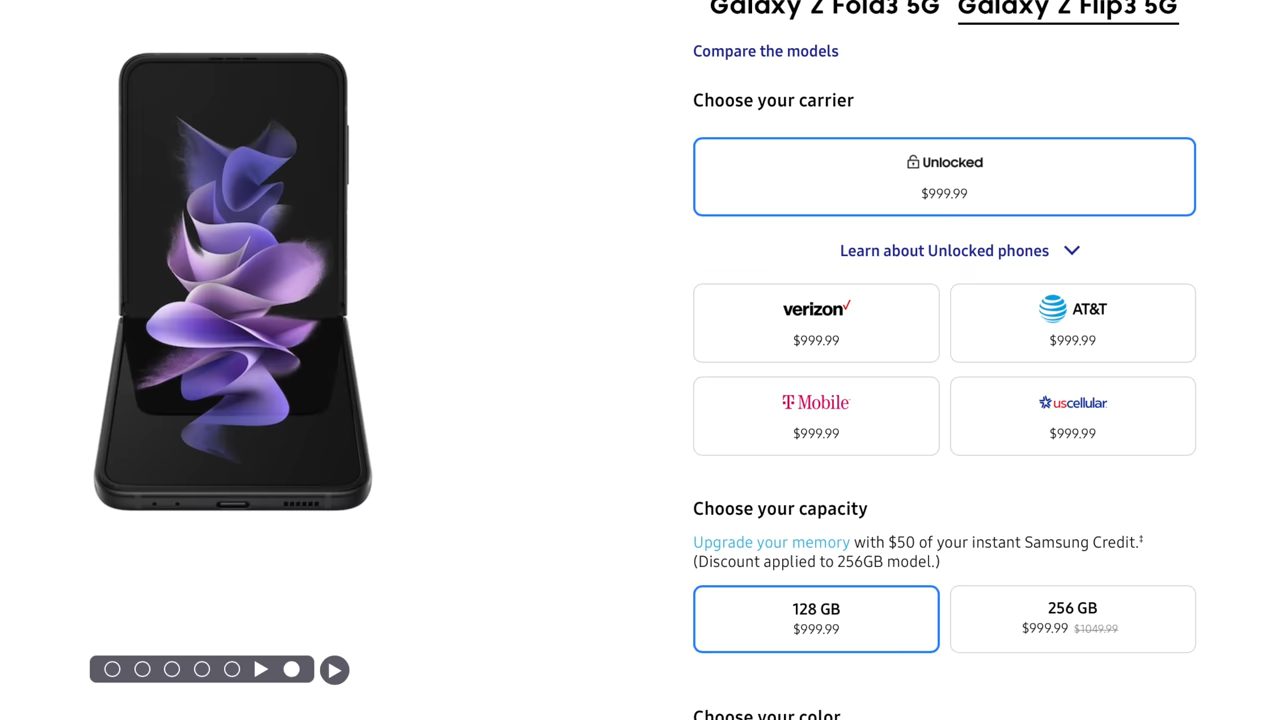 Galaxy Z Fold3 5G Galaxy Z Flip3 5G
Compare the models
Choose your carrier
Unlocked
$999.99
Learn about Unlocked phones
verizon✓ AT&T
$999.99 $999.99
T Mobile uscellular
$999.99 $999.99
Choose your capacity
Upgrade your memory with $50 of your instant Samsung Credit.‡
(Discount applied to 256GB model.)
128 GB 256 GB
$999.99 $999.99 $1049.99
Choose your color